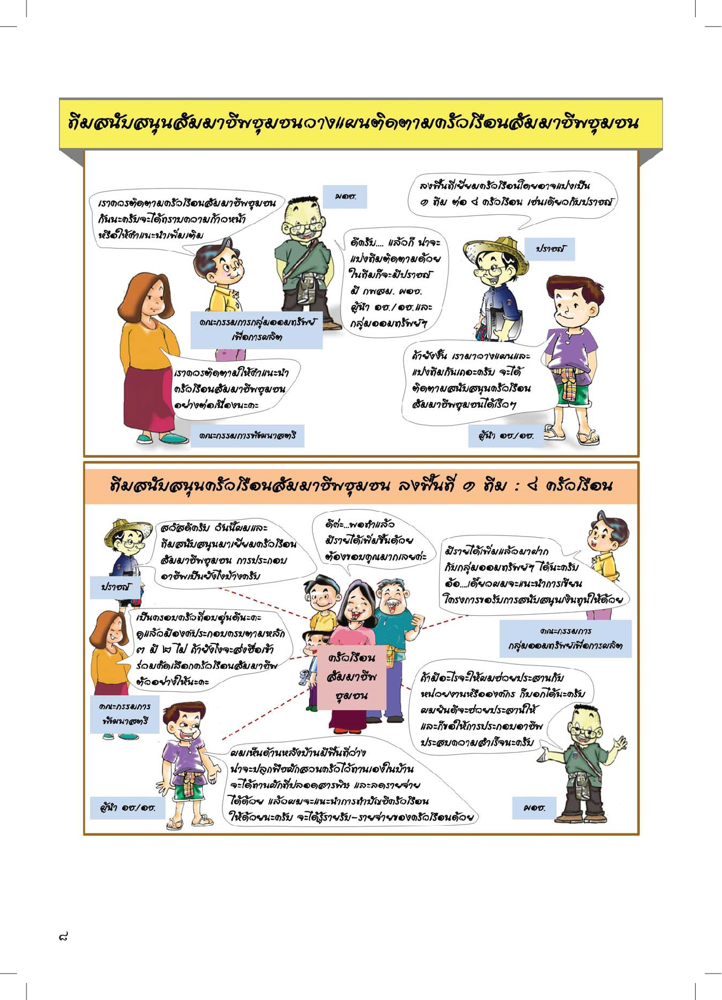 ทีมสนับสนุนสัมมาชีพชุมชนวางแผนติดตามครัวเรือนสัมมาชีพชุมชน
เราควรติดตามครัวเรือนสัมมาชีพชุมชน
กันนะครับจะได้ทราบความก้าวหน้า
หรือให้คำแนะนำเพิ่มเติม
ผอช.
ลงพื้นที่เยี่ยมครัวเรือนโดยอาจแบ่งเป็น
๑ ทีม ต่อ ๔ ครัวเรือน เช่นเดียวกับปราชญ์
ดีครับ.... แล้วก็ น่าจะ
แบ่งทีมติดตามด้วย
ในทีมก็จะมีปราชญ์
มี กพสม. ผอช.
ผู้นำ อช./อช.และ
กลุ่มออมทรัพย์ฯ
ปราชญ์
คณะกรรมการกลุ่มออมทรัพย์
เพื่อการผลิต
เราควรติดตามให้คำแนะนำ
ครัวเรือนสัมมาชีพชุมชน
อย่างต่อเนื่องนะคะ
คณะกรรมการพัฒนาสตรี
ถ้ายังงั้น เรามาวางแผนและ
แบ่งทีมกันเถอะครับ จะได้
ติดตามสนับสนุนครัวเรือน
สัมมาชีพชุมชนได้เร็วๆ
ผู้นำ อช./อช.
ทีมสนับสนุนครัวเรือนสัมมาชีพชุมชน ลงพื้นที่ ๑ ทีม : ๔ ครัวเรือน
สวัสดีครับ วันนี้ผมและ
ทีมสนับสนุนมาเยี่ยมครัวเรือน
สัมมาชีพชุมชน การประกอบ
อาชีพเป็นยังไงบ้างครับ
ปราชญ์
ดีค่ะ...พอทำแล้ว
มีรายได้เพิ่มขึ้นด้วย
ต้องขอบคุณมากเลยค่ะ
มีรายได้เพิ่มแล้วมาฝาก
กับกลุ่มออมทรัพย์ฯ ได้นะครับ
อ้อ....เดี๋ยวผมจะแนะนำการเขียน
โครงการขอรับการสนับสนุนเงินทุนให้ด้วย
คณะกรรมการ
กลุ่มออมทรัพย์เพื่อการผลิต
เป็นครอบครัวที่อบอุ่นดีนะคะ
ดูแล้วมีองค์ประกอบครบตามหลัก
๓ มี ๒ ไม่ ถ้ายังไงจะส่งชื่อเข้า
ร่วมคัดเลือกครัวเรือนสัมมาชีพ
ตัวอย่างให้นะคะ
คณะกรรมการ
พัฒนาสตรี
ครัวเรือน
สัมมาชีพ
ชุมชน
ถ้ามีอะไรจะให้ผมช่วยประสานกับ
หน่วยงานหรือองค์กร ก็บอกได้นะครับ
ผมยินดีจะช่วยประสานให้
และก็ขอให้การประกอบอาชีพ
ประสบความสำเร็จนะครับ
ผมเห็นด้านหลังบ้านมีพื้นที่ว่าง
น่าจะปลูกพืชผักสวนครัวไว้ทานเองในบ้าน
จะได้ทานผักที่ปลอดสารพิษ และลดรายจ่าย
ได้ด้วย แล้วผมจะแนะนำการทำบัญชีครัวเรือน
ให้ด้วยนะครับ จะได้รู้รายรับ-รายจ่ายของครัวเรือนด้วย
ผู้นำ อช./อช.
ผอช.
๘